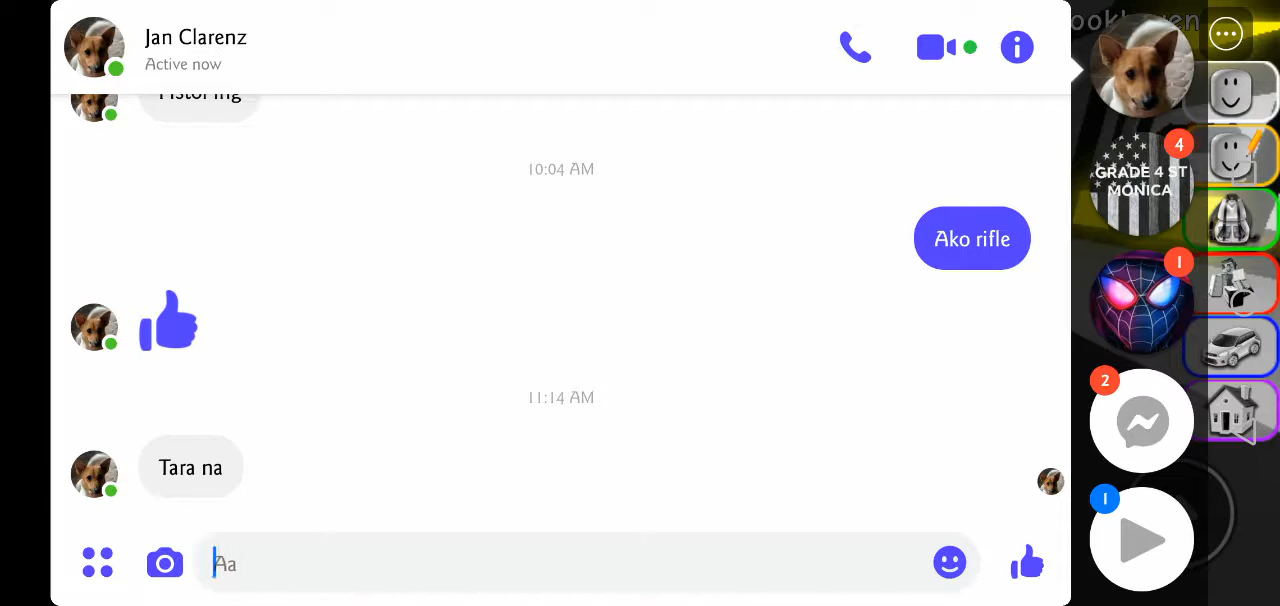 Jan Clarenz
Active now
10:04 AM
Ako rifle
11:14 AM
Tara na
Aa
4
GRADE 4 ST
MONICA
1
2
1